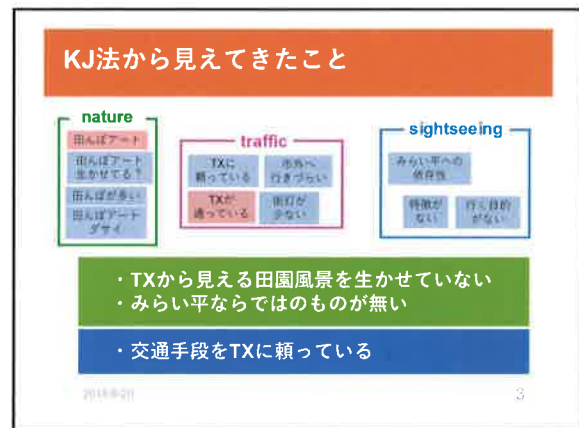 KJ法から見えてきたこと
nature
田んぼアート
田んぼアート
生かせてる？
田んぼが多い
田んぼアート
ダサイ
traffic
TXに
頼っている
市外へ
行きづらい
TXが
通っている
街灯が
少ない
sightseeing
みらい平への
依存性
特徴が
ない
行く目的
がない
・TXから見える田園風景を生かせていない
・みらい平ならではのものが無い
・交通手段をTXに頼っている
3